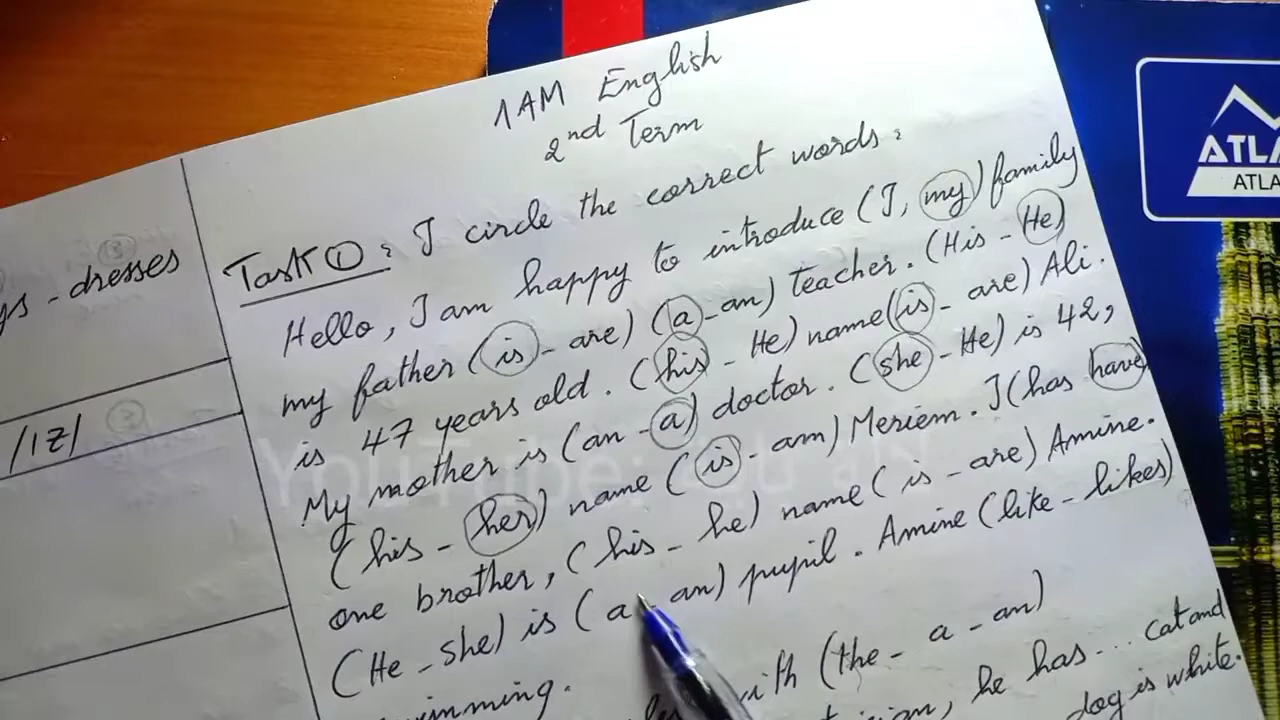 1AM English
2nd Term
Task ① : I circle the correct words :
Hello, I am happy to introduce (I, my) family
my father (is - are) (a - an) teacher. (His - He)
is 47 years old. (his - He) name (is - are) Ali.
My mother is (an - a) doctor. (she - He) is 42,
(his - her) name (is - am) Meriem. I (has have)
one brother, (his - he) name (is - are) Amine.
(He - she) is (a an) pupil. Amine (like - likes)
with (the - a - an)
he has ... cat and
dog is white.
- dresses
/ɪz/
YouTube:
ATLA
ATLA